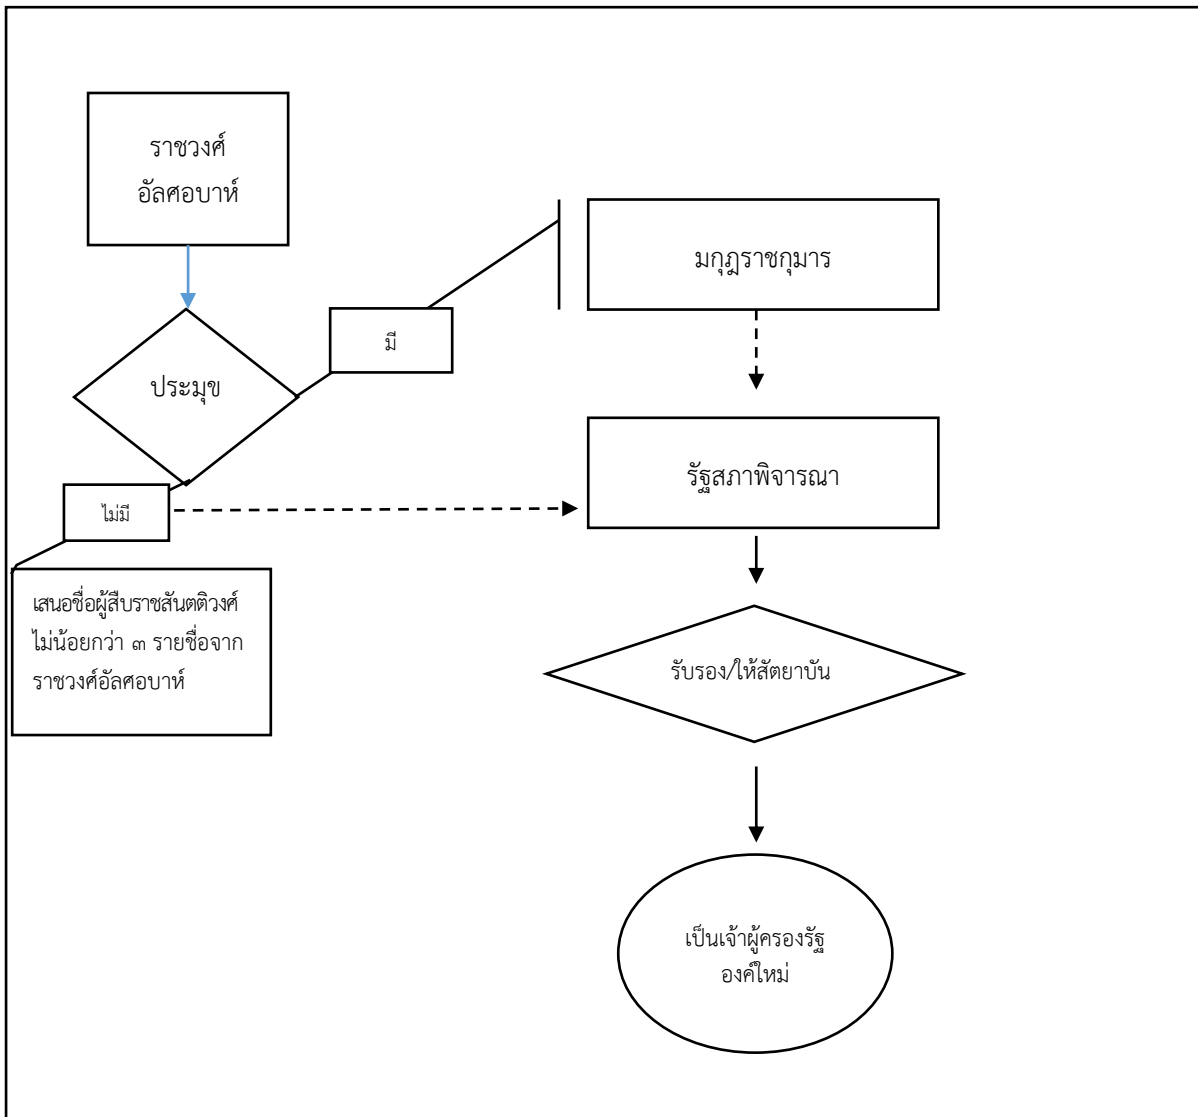 ราชวงศ์
อัลศอบาห์
มกุฎราชกุมาร
มี
ประมุข
รัฐสภาพิจารณา
ไม่มี
เสนอชื่อผู้สืบราชสันตติวงศ์
ไม่น้อยกว่า ๓ รายชื่อจาก
ราชวงศ์อัลศอบาห์
รับรอง/ให้สัตยาบัน
เป็นเจ้าผู้ครองรัฐ
องค์ใหม่